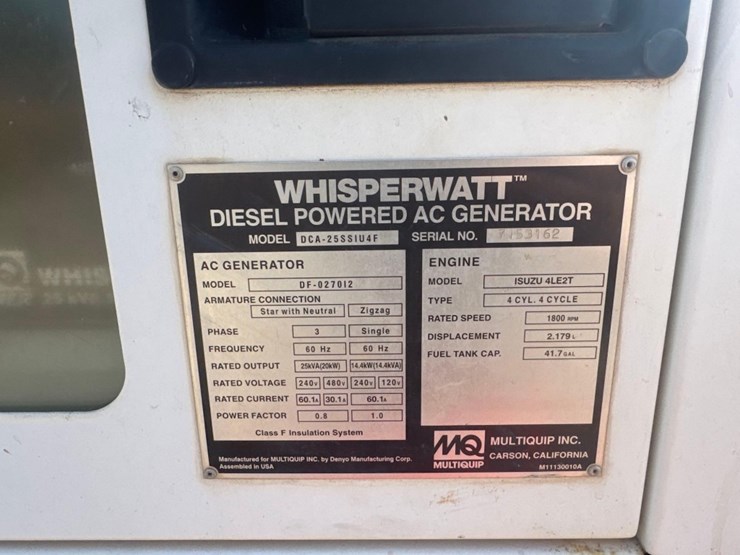 WHISPERWATT™
DIESEL POWERED AC GENERATOR
MODEL DCA-25SSIU4F SERIAL NO.
AC GENERATOR
MODEL DF-0270I2
ARMATURE CONNECTION
Star with Neutral Zigzag
PHASE 3 Single
FREQUENCY 60 Hz 60 Hz
RATED OUTPUT 25kVA(20kW) 14.4kW(14.4kVA)
RATED VOLTAGE 240V 480V 240V 120V
RATED CURRENT 60.1A 30.1A 60.1A
POWER FACTOR 0.8 1.0
Class F Insulation System
ENGINE
MODEL ISUZU 4LE2T
TYPE 4 CYL. 4 CYCLE
RATED SPEED 1800 RPM
DISPLACEMENT 2.179 L
FUEL TANK CAP. 41.7 GAL
Manufactured for MULTIQUIP INC. by Denyo Manufacturing Corp.
Assembled in USA
MQ
MULTIQUIP
MULTIQUIP INC.
CARSON, CALIFORNIA
M11130010A
WHIS